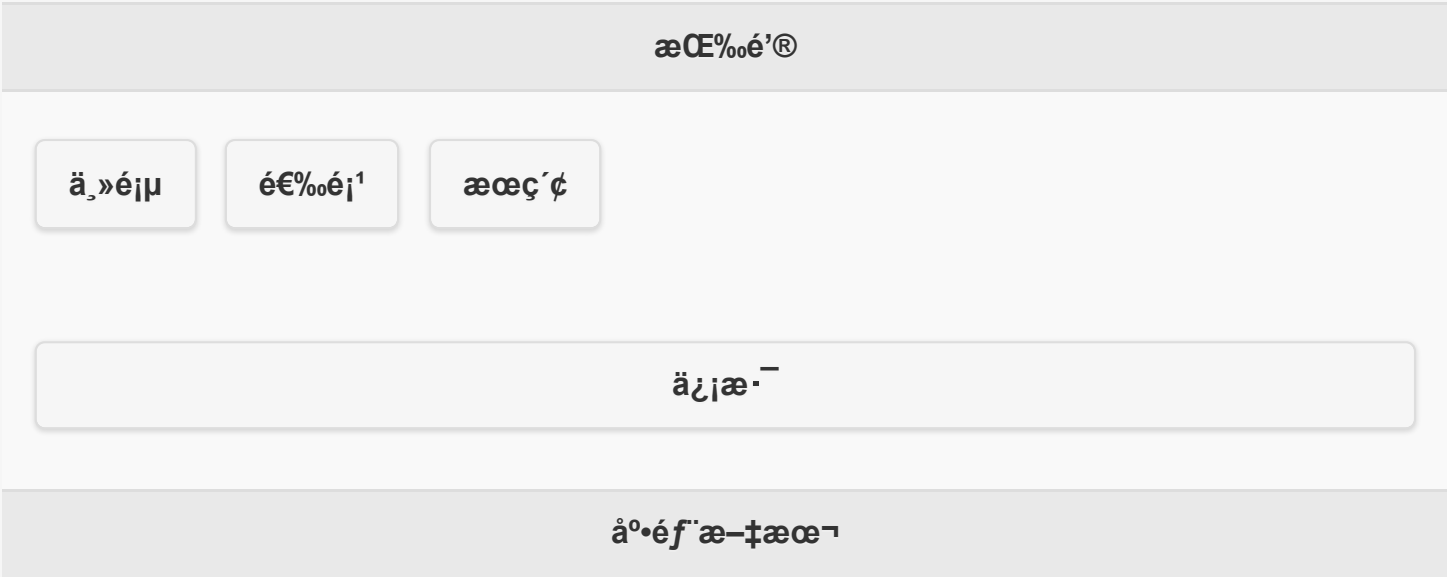 æŒ‰é’®
ä¸»é¡µ é€‰é¡¹ æœç´¢
ä¿¡æ·¯
åº•éƒ¨æ–‡æœ¬